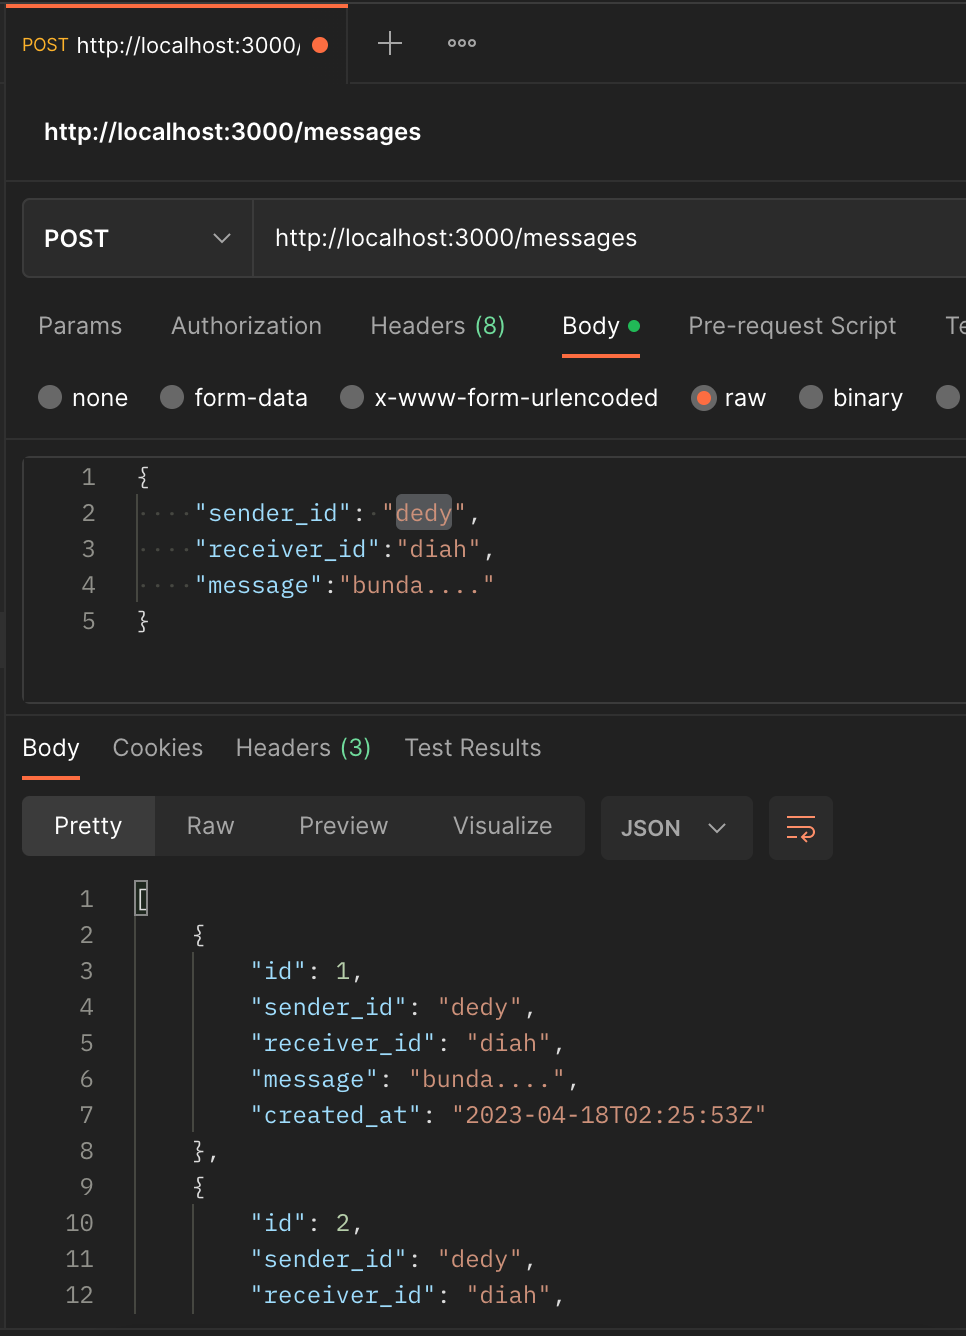 POST http://localhost:3000/
http://localhost:3000/messages
POST http://localhost:3000/messages
Params Authorization Headers (8) Body Pre-request Script Te
none form-data x-www-form-urlencoded raw binary
1 {
2 "sender_id": "dedy",
3 "receiver_id":"diah",
4 "message":"bunda...."
5 }
Body Cookies Headers (3) Test Results
Pretty Raw Preview Visualize JSON
1 [
2 {
3 "id": 1,
4 "sender_id": "dedy",
5 "receiver_id": "diah",
6 "message": "bunda....",
7 "created_at": "2023-04-18T02:25:53Z"
8 },
9 {
10 "id": 2,
11 "sender_id": "dedy",
12 "receiver_id": "diah",